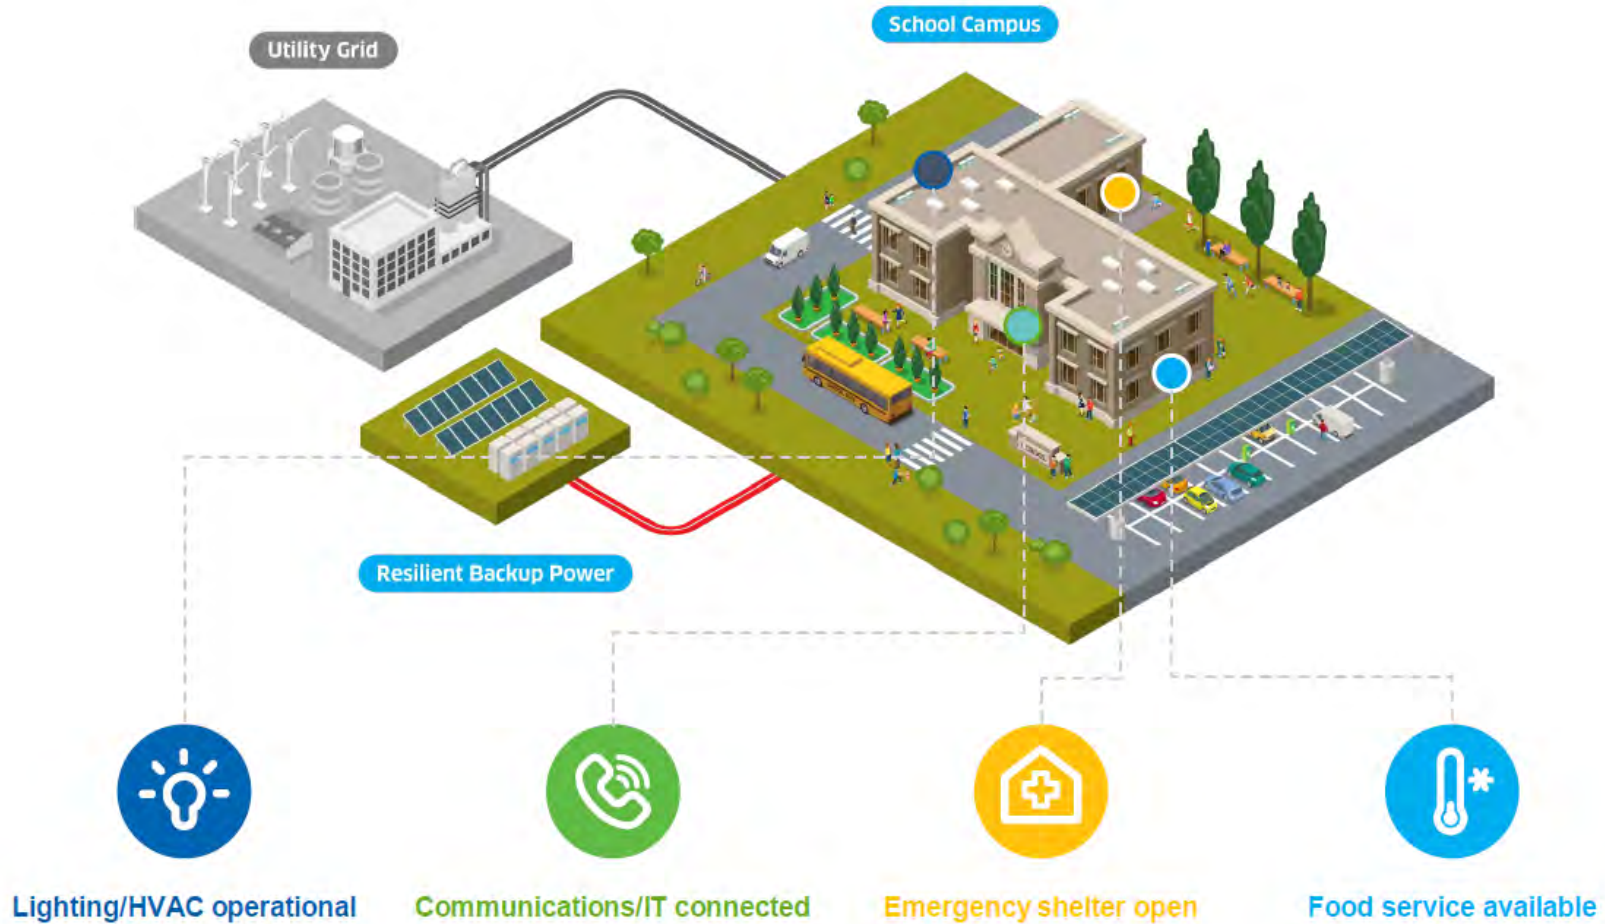 School Campus
Utility Grid
Resilient Backup Power
Lighting/HVAC operational
Communications/IT connected
Emergency shelter open
Food service available